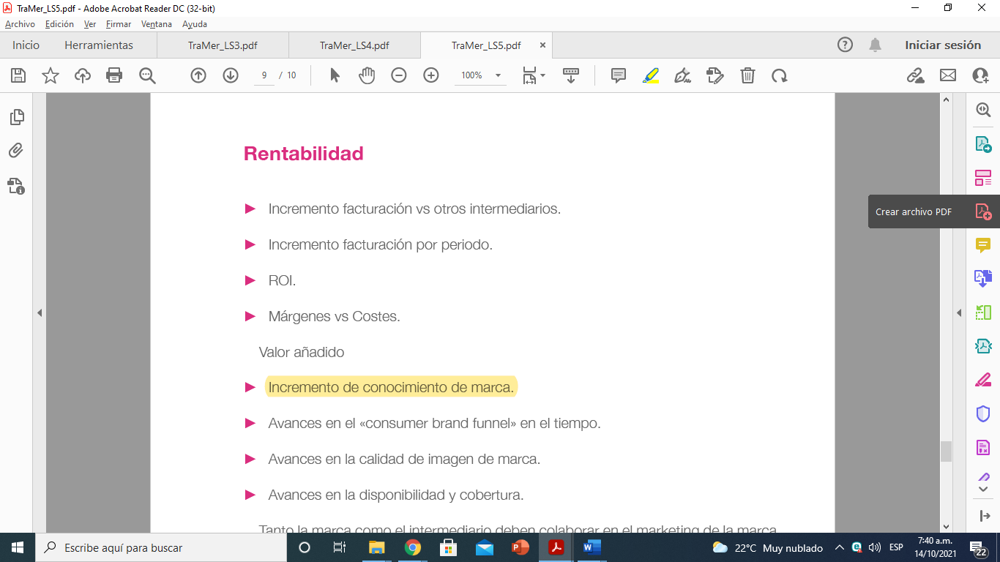 TraMer_LS5.pdf - Adobe Acrobat Reader DC (32-bit)
Archivo Edición Ver Firmar Ventana Ayuda
Inicio Herramientas TraMer_LS3.pdf TraMer_LS4.pdf TraMer_LS5.pdf × Iniciar sesión
9 / 10 100%
Rentabilidad
Incremento facturación vs otros intermediarios.
Crear archivo PDF
Incremento facturación por periodo.
ROI.
Márgenes vs Costes.
Valor añadido
Incremento de conocimiento de marca.
Avances en el «consumer brand funnel» en el tiempo.
Avances en la calidad de imagen de marca.
Avances en la disponibilidad y cobertura.
Tanto la marca como el intermediario deben colaborar en el marketing de la marca
Escribe aquí para buscar
22°C Muy nublado
ESP
7:40 a.m.
14/10/2021
22